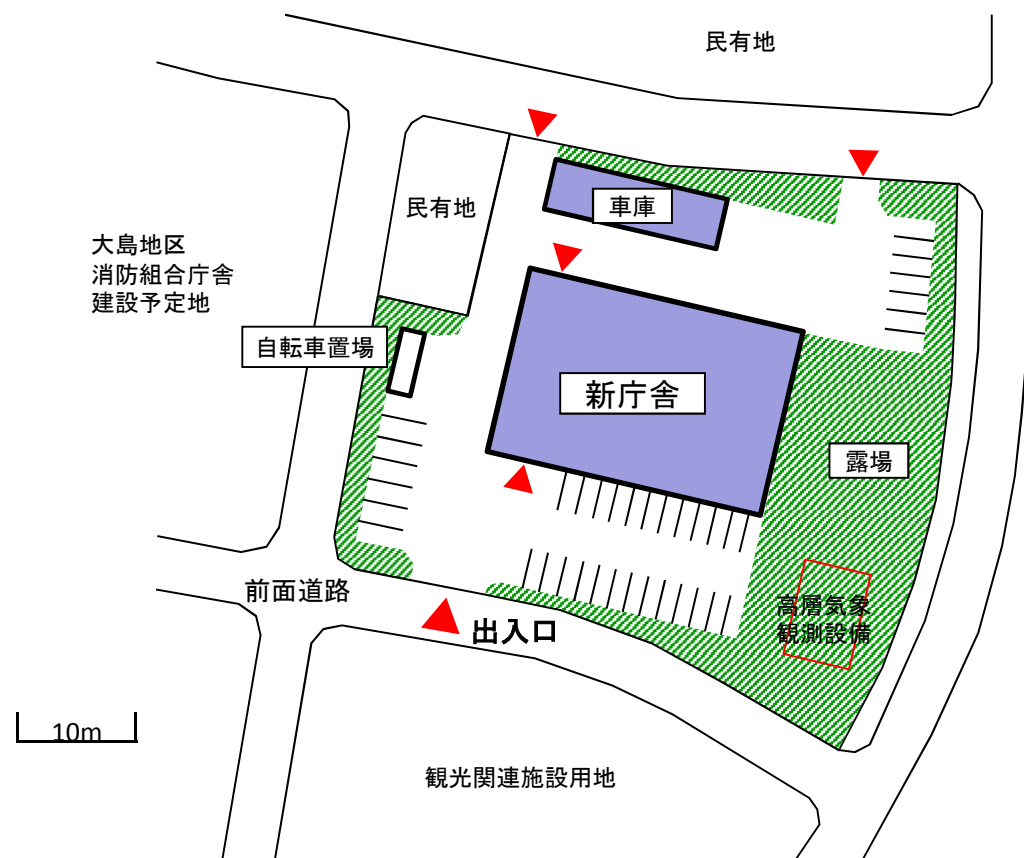 民有地
車庫
民有地
大島地区
消防組合庁舎
建設予定地
自転車置場
新庁舎
露場
前面道路
高層気象
観測設備
出入口
10m
観光関連施設用地